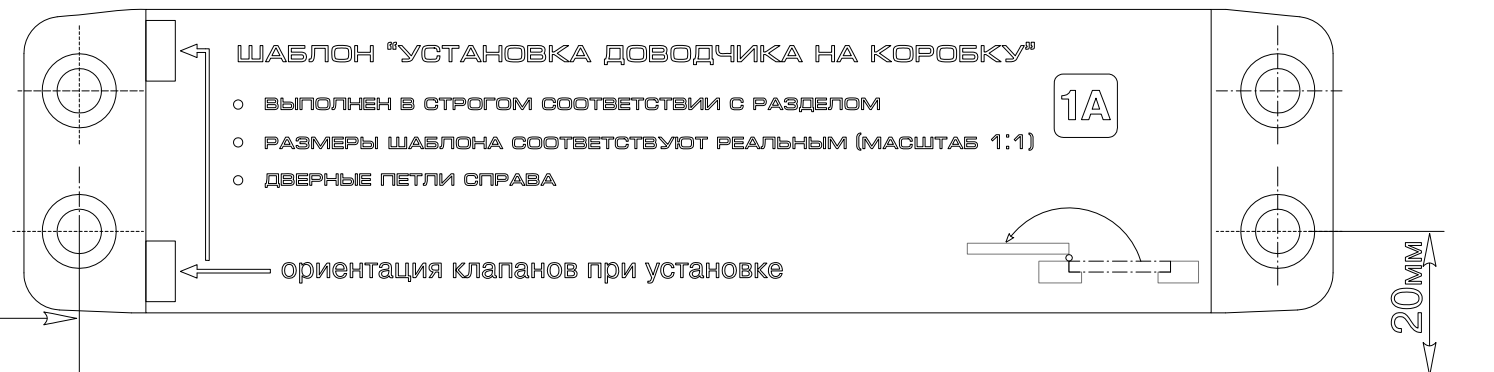 ШАБЛОН “УСТАНОВКА ДОВОДЧИКА НА КОРОБКУ”
1А
ВЫПОЛНЕН В СТРОГОМ СООТВЕТСТВИИ С РАЗДЕЛОМ
РАЗМЕРЫ ШАБЛОНА СООТВЕТСТВУЮТ РЕАЛЬНЫМ (МАСШТАБ 1:1)
ДВЕРНЫЕ ПЕТЛИ СПРАВА
ориентация клапанов при установке
20мм